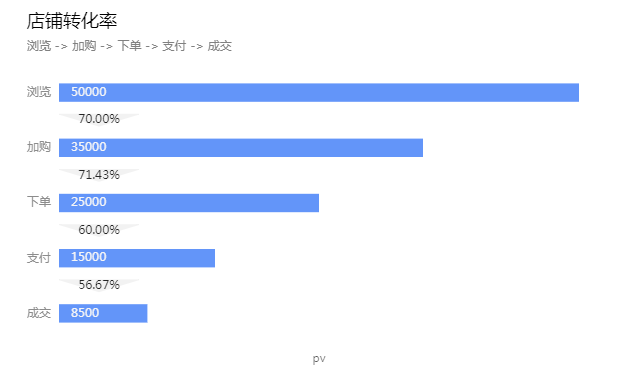 店铺转化率
浏览 -> 加购 -> 下单 -> 支付 -> 成交
浏览 50000
70.00%
加购 35000
71.43%
下单 25000
60.00%
支付 15000
56.67%
成交 8500
pv